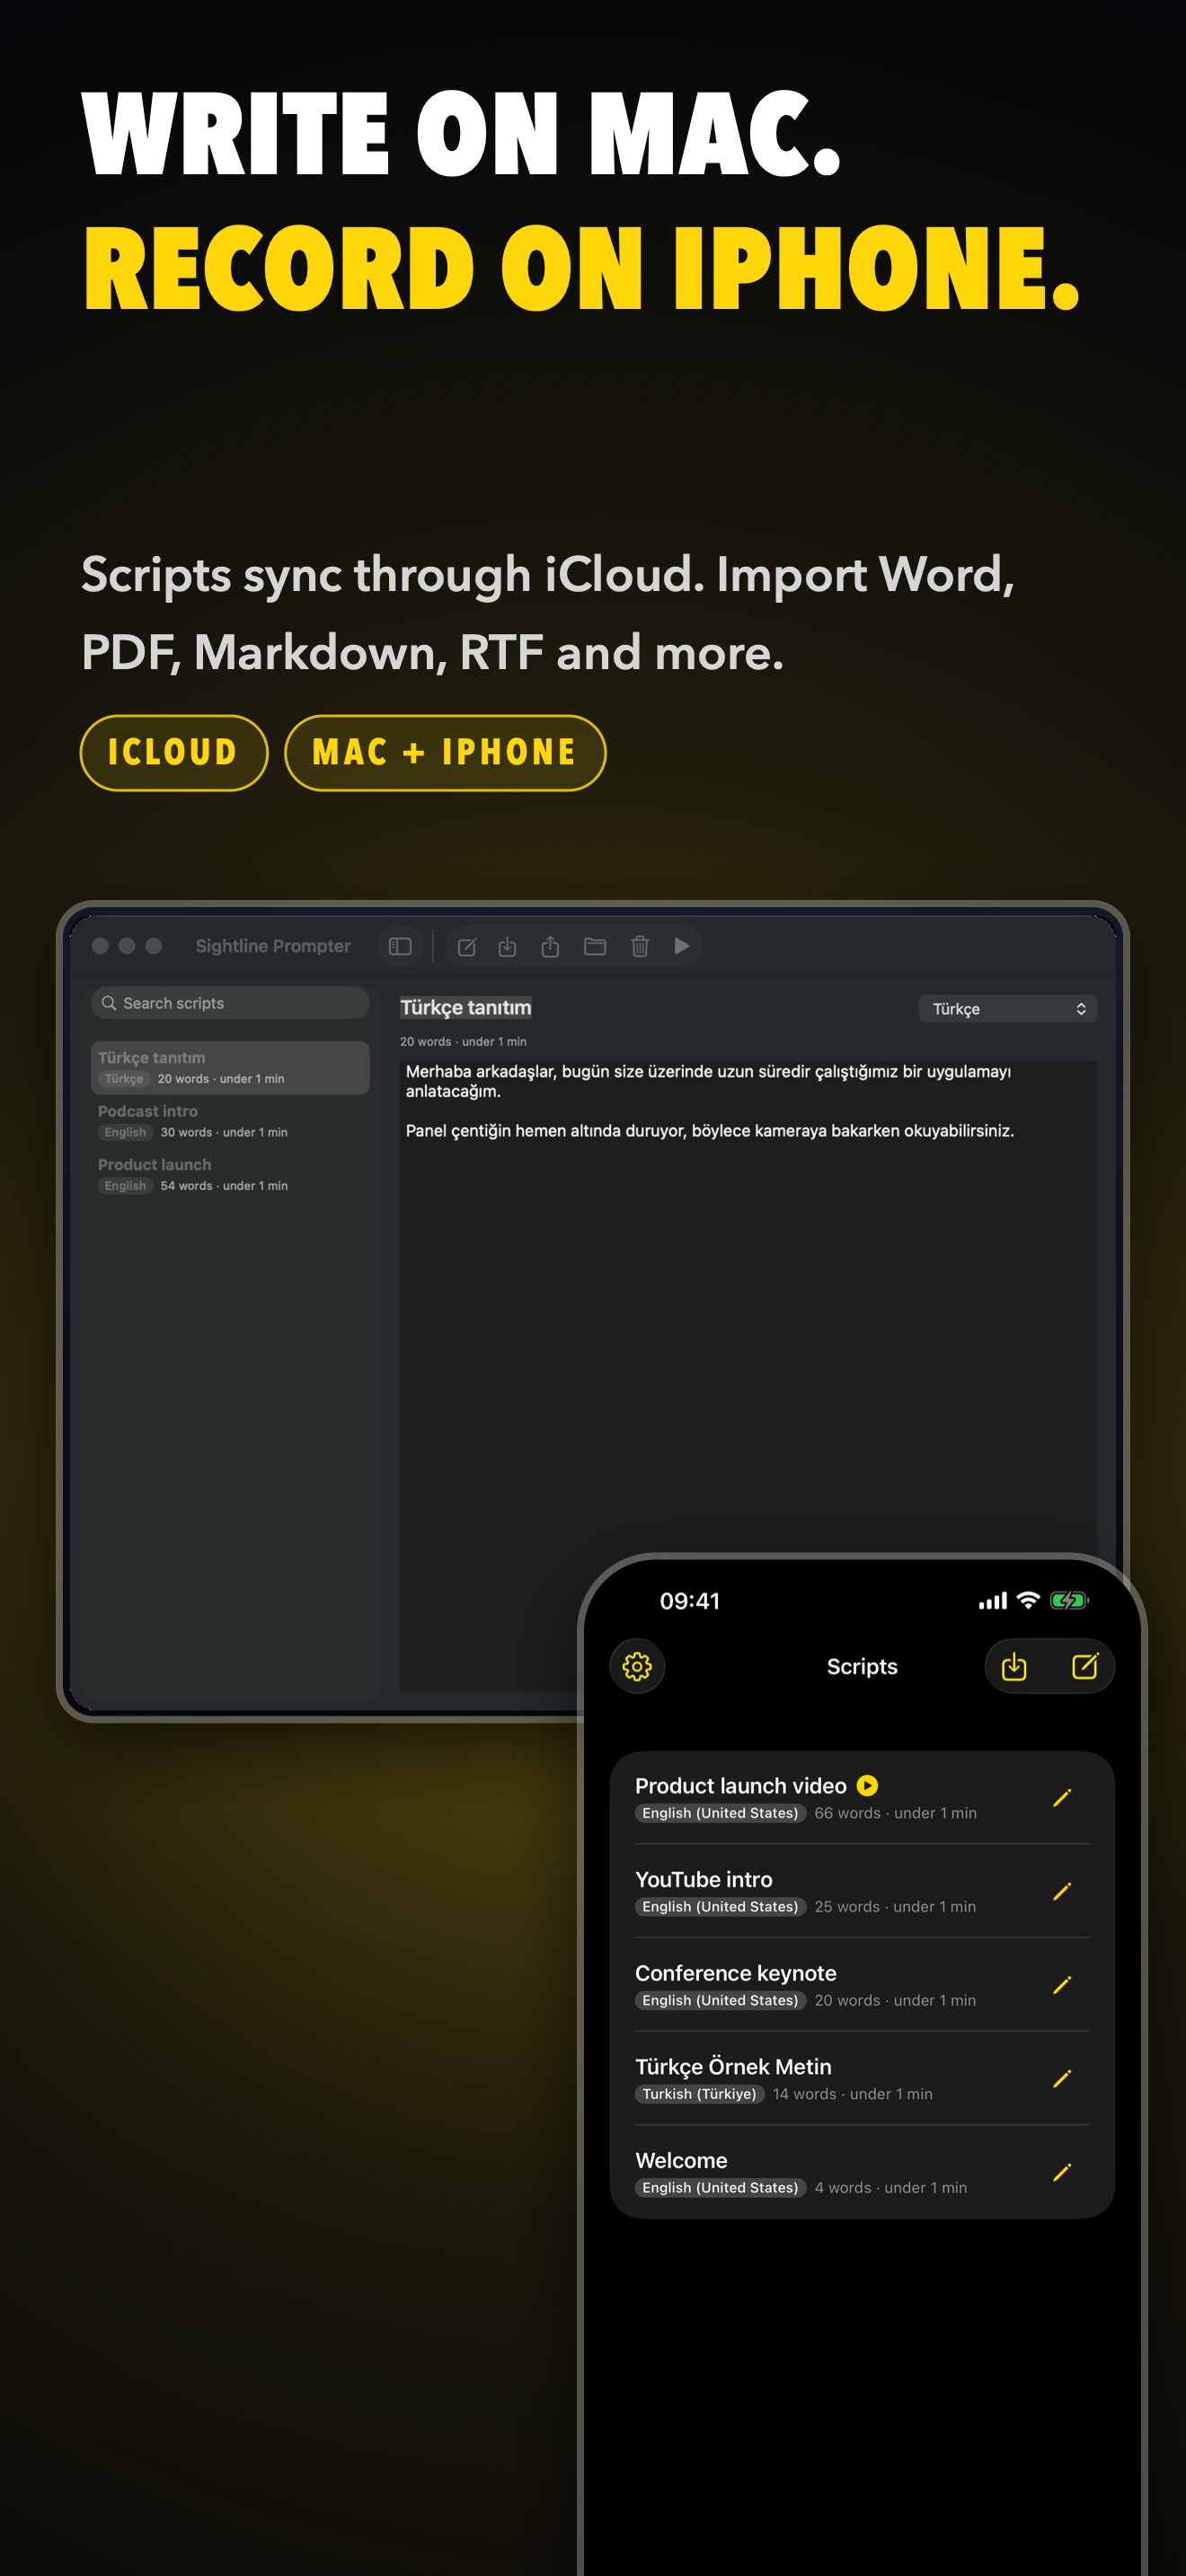 WRITE ON MAC.
RECORD ON IPHONE.
Scripts sync through iCloud. Import Word,
PDF, Markdown, RTF and more.
ICLOUD
MAC + IPHONE
Sightline Prompter
Search scripts
Türkçe tanıtım
Türkçe 20 words · under 1 min
Podcast intro
English 30 words · under 1 min
Product launch
English 54 words · under 1 min
Türkçe tanıtım
Türkçe
20 words · under 1 min
Merhaba arkadaşlar, bugün size üzerinde uzun süredir çalıştığımız bir uygulamayı
anlatacağım.
Panel çentiğin hemen altında duruyor, böylece kameraya bakarken okuyabilirsiniz.
09:41
Scripts
Product launch video
English (United States) 66 words · under 1 min
YouTube intro
English (United States) 25 words · under 1 min
Conference keynote
English (United States) 20 words · under 1 min
Türkçe Örnek Metin
Turkish (Türkiye) 14 words · under 1 min
Welcome
English (United States) 4 words · under 1 min